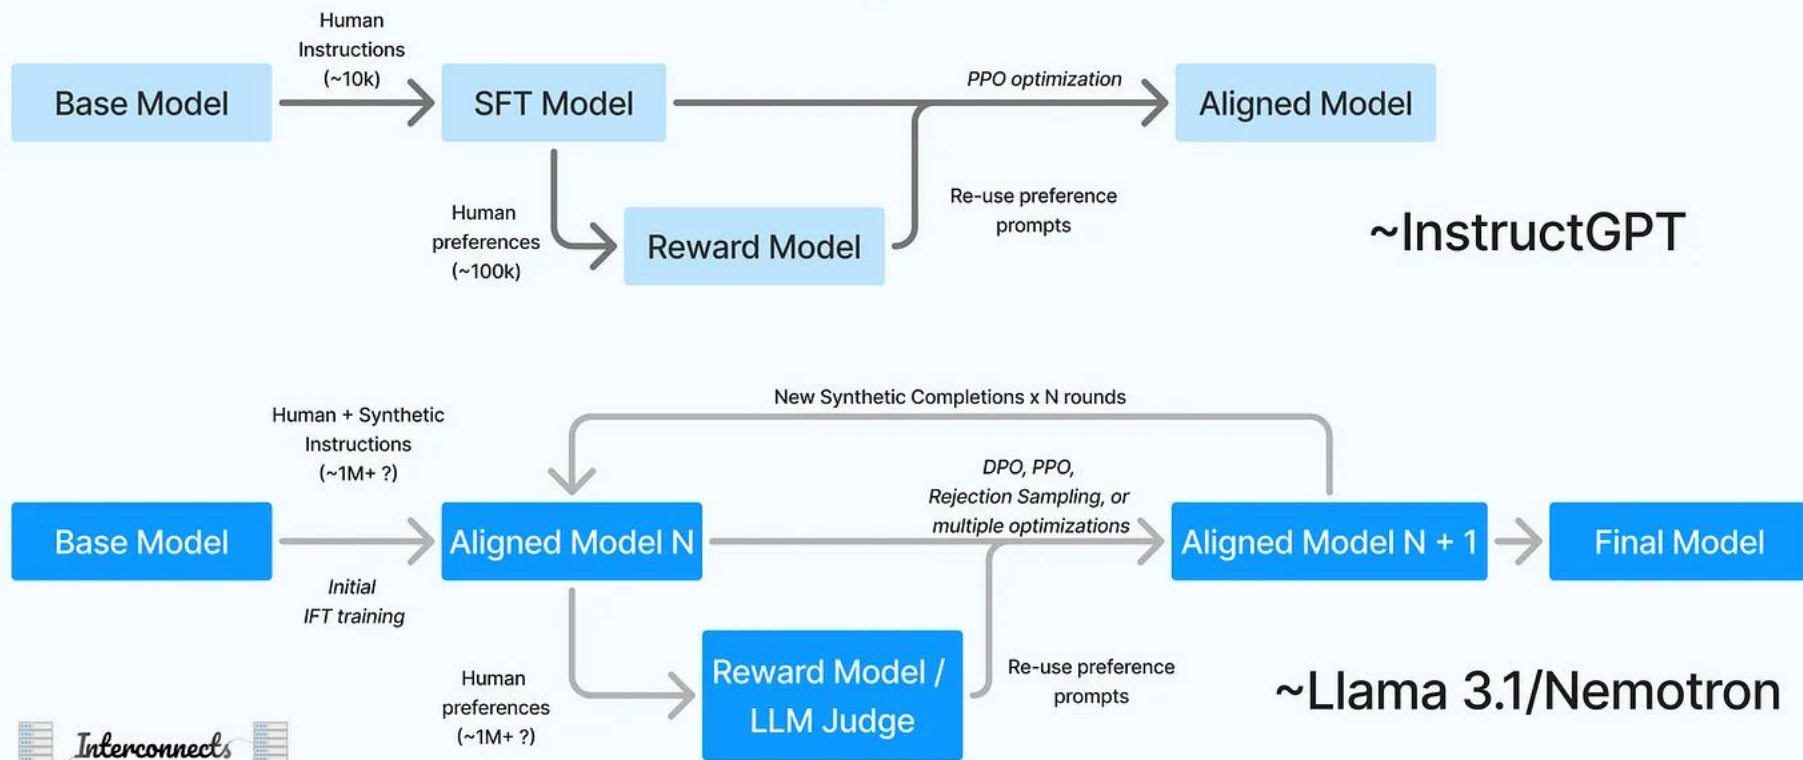 Human
Instructions
(~10k)
Base Model
SFT Model
PPO optimization
Aligned Model
Human
preferences
(~100k)
Reward Model
Re-use preference
prompts
~InstructGPT
New Synthetic Completions x N rounds
Human + Synthetic
Instructions
(~1M+ ?)
DPO, PPO,
Rejection Sampling, or
multiple optimizations
Base Model
Aligned Model N
Aligned Model N + 1
Final Model
Initial
IFT training
Human
preferences
(~1M+ ?)
Reward Model /
LLM Judge
Re-use preference
prompts
~Llama 3.1/Nemotron
Interconnects